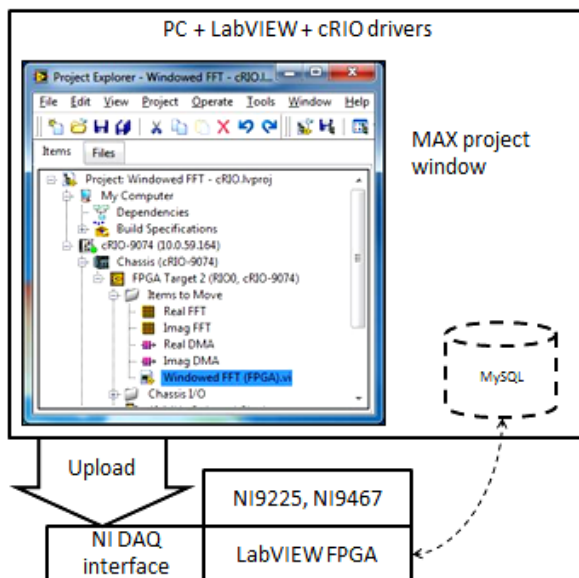 PC + LabVIEW + cRIO drivers
Project Explorer - Windowed FFT - cRIO.l...
File Edit View Project Operate Tools Window Help
Items Files
Project: Windowed FFT - cRIO.lvproj
My Computer
Dependencies
Build Specifications
cRIO-9074 (10.0.59.164)
Chassis (cRIO-9074)
FPGA Target 2 (RIO0, cRIO-9074)
Items to Move
Real FFT
Imag FFT
Real DMA
Imag DMA
Windowed FFT (FPGA).vi
Chassis I/O
MAX project
window
MySQL
Upload
NI9225, NI9467
NI DAQ
interface
LabVIEW FPGA